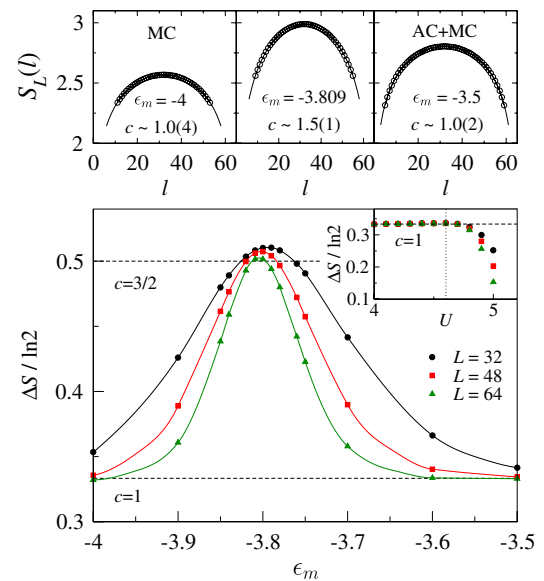 MC
AC+MC
S_L(l)
3
2.5
2
ϵ_m = -4
c ~ 1.0(4)
ϵ_m = -3.809
c ~ 1.5(1)
ϵ_m = -3.5
c ~ 1.0(2)
0 20 40 60
0 20 40 60
0 20 40 60
l
l
l
ΔS / ln2
0.5
0.4
0.3
c=3/2
c=1
ΔS / ln2
0.3
0.2
0.1
c=1
4
U
5
L = 32
L = 48
L = 64
-4 -3.9 -3.8 -3.7 -3.6 -3.5
ϵ_m